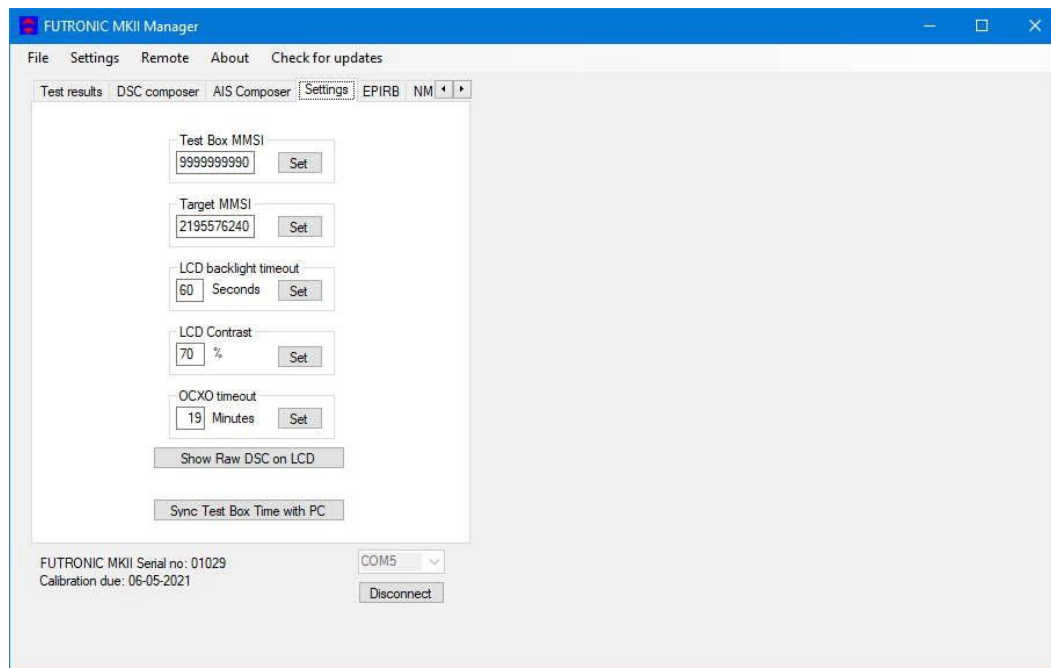 FUTRONIC MKII Manager
File Settings Remote About Check for updates
Test results DSC composer AIS Composer Settings EPIRB NM
Test Box MMSI
9999999990 Set
Target MMSI
2195576240 Set
LCD backlight timeout
60 Seconds Set
LCD Contrast
70 % Set
OCXO timeout
19 Minutes Set
Show Raw DSC on LCD
Sync Test Box Time with PC
FUTRONIC MKII Serial no: 01029
COM5
Calibration due: 06-05-2021
Disconnect